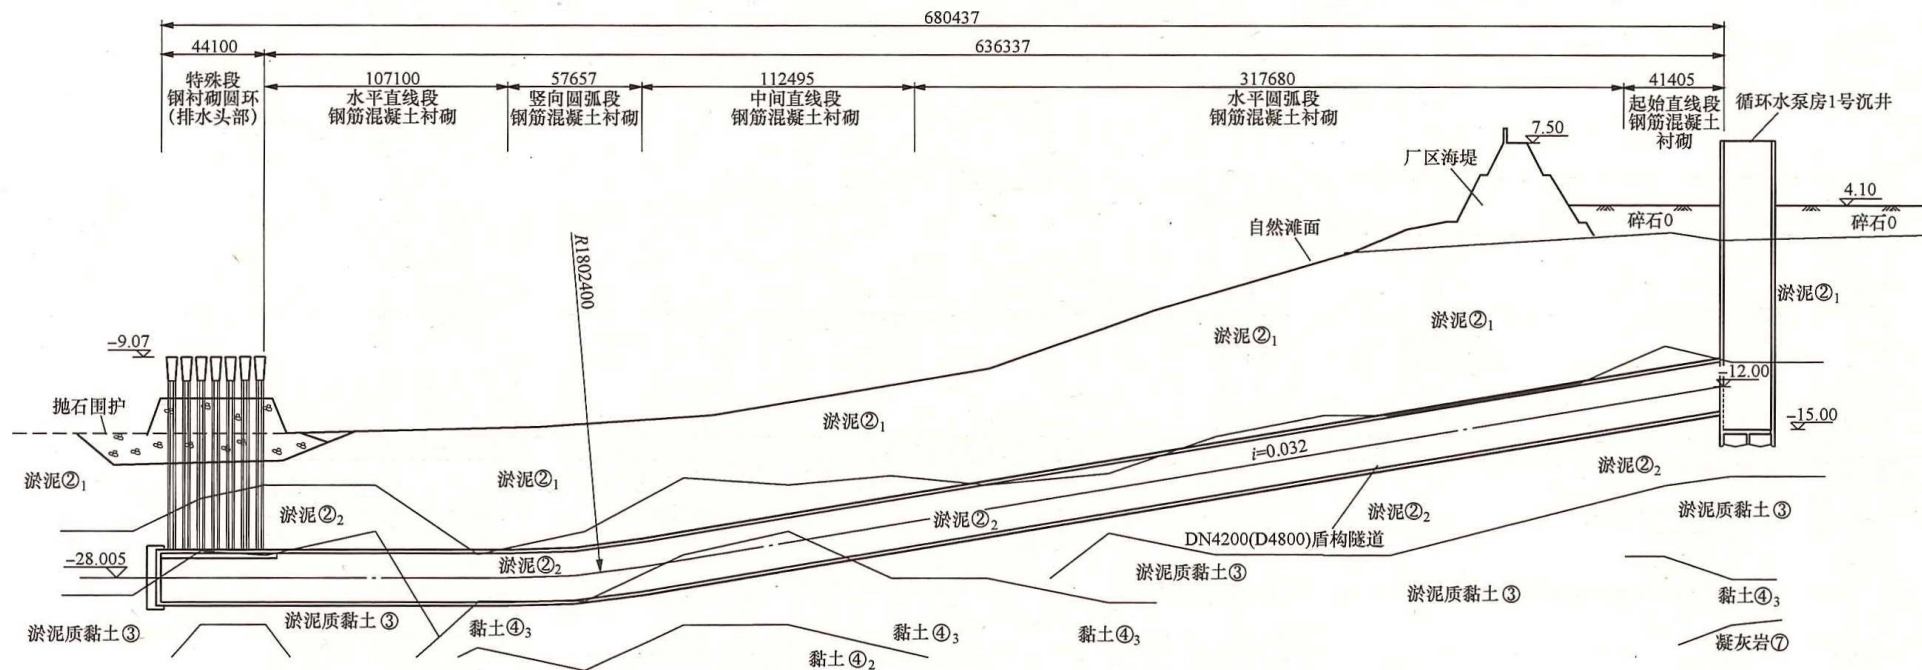 680437
44100
636337
特殊段
钢衬砌圆环
(排水头部)
107100
水平直线段
钢筋混凝土衬砌
57657
竖向圆弧段
钢筋混凝土衬砌
112495
中间直线段
钢筋混凝土衬砌
317680
水平圆弧段
钢筋混凝土衬砌
41405
起始直线段
钢筋混凝土
衬砌
循环水泵房1号沉井
7.50
厂区海堤
4.10
碎石0
碎石0
自然滩面
R1802400
淤泥②1
淤泥②1
淤泥②1
-9.07
-12.00
抛石围护
-15.00
淤泥②1
i=0.032
淤泥②1
淤泥②1
淤泥②2
淤泥②2
淤泥②2
淤泥②2
淤泥质黏土③
DN4200(D4800)盾构隧道
-28.005
淤泥②2
淤泥质黏土③
淤泥质黏土③
黏土④3
淤泥质黏土③
淤泥质黏土③
黏土④3
黏土④3
黏土④3
凝灰岩⑦
黏土④2